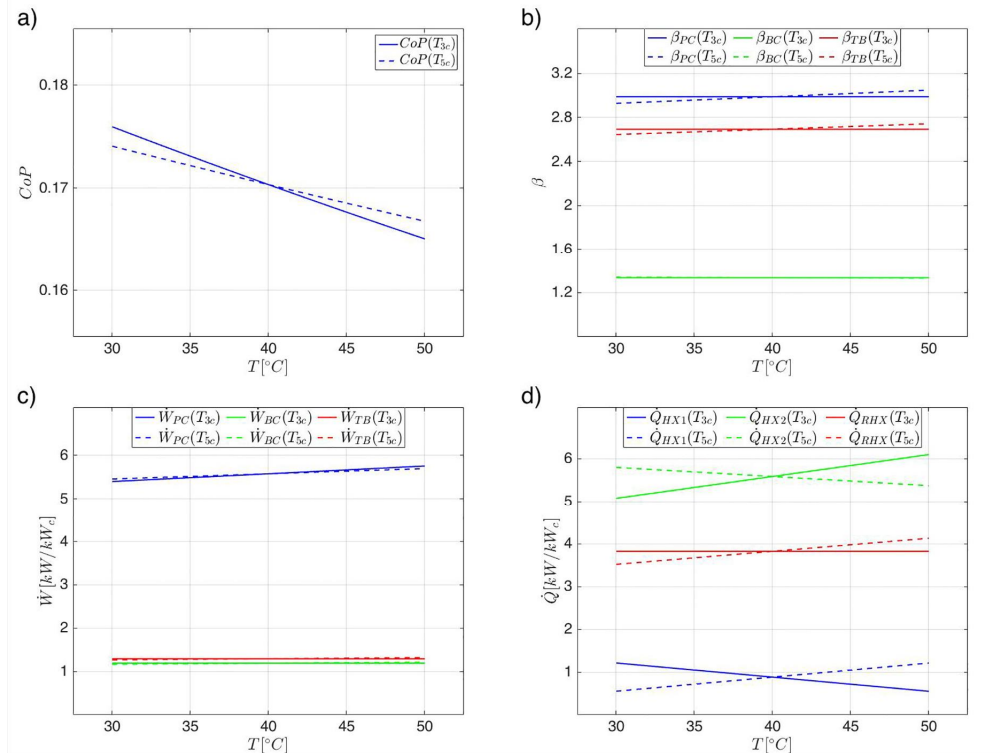 a)
CoP(T3c)
CoP(T5c)
0.18
0.17
0.16
CoP
30 35 40 45 50
T[°C]
b)
βPC(T3c) βBC(T3c) βTB(T3c)
βPC(T5c) βBC(T5c) βTB(T5c)
3.2
2.8
2.4
2
1.6
1.2
β
30 35 40 45 50
T[°C]
c)
ẆPC(T3c) ẆBC(T3c) ẆTB(T3c)
ẆPC(T5c) ẆBC(T5c) ẆTB(T5c)
6
5
4
3
2
1
Ẇ[kW/kWc]
30 35 40 45 50
T[°C]
d)
Q̇HX1(T3c) Q̇HX2(T3c) Q̇RHX(T3c)
Q̇HX1(T5c) Q̇HX2(T5c) Q̇RHX(T5c)
6
5
4
3
2
1
Q̇[kW/kWc]
30 35 40 45 50
T[°C]